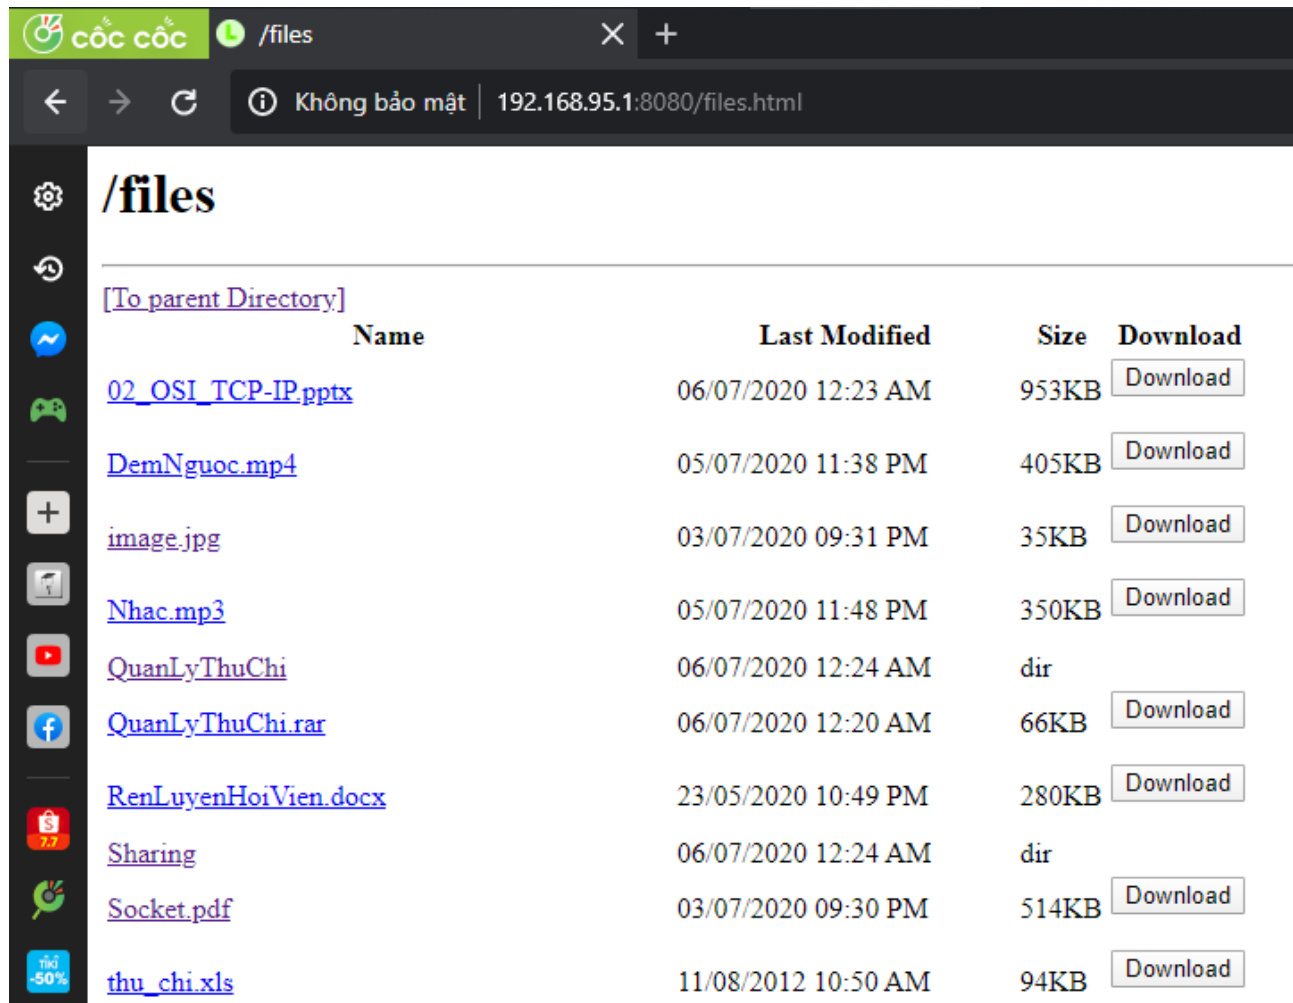 cốc cốc /files
Không bảo mật 192.168.95.1:8080/files.html
/files
[To parent Directory]
Name Last Modified Size Download
02_OSI_TCP-IP.pptx 06/07/2020 12:23 AM 953KB Download
DemNguoc.mp4 05/07/2020 11:38 PM 405KB Download
image.jpg 03/07/2020 09:31 PM 35KB Download
Nhac.mp3 05/07/2020 11:48 PM 350KB Download
QuanLyThuChi 06/07/2020 12:24 AM dir
QuanLyThuChi.rar 06/07/2020 12:20 AM 66KB Download
RenLuyenHoiVien.docx 23/05/2020 10:49 PM 280KB Download
S
7.7
Sharing 06/07/2020 12:24 AM dir
Socket.pdf 03/07/2020 09:30 PM 514KB Download
TIKI
-50%
thu_chi.xls 11/08/2012 10:50 AM 94KB Download